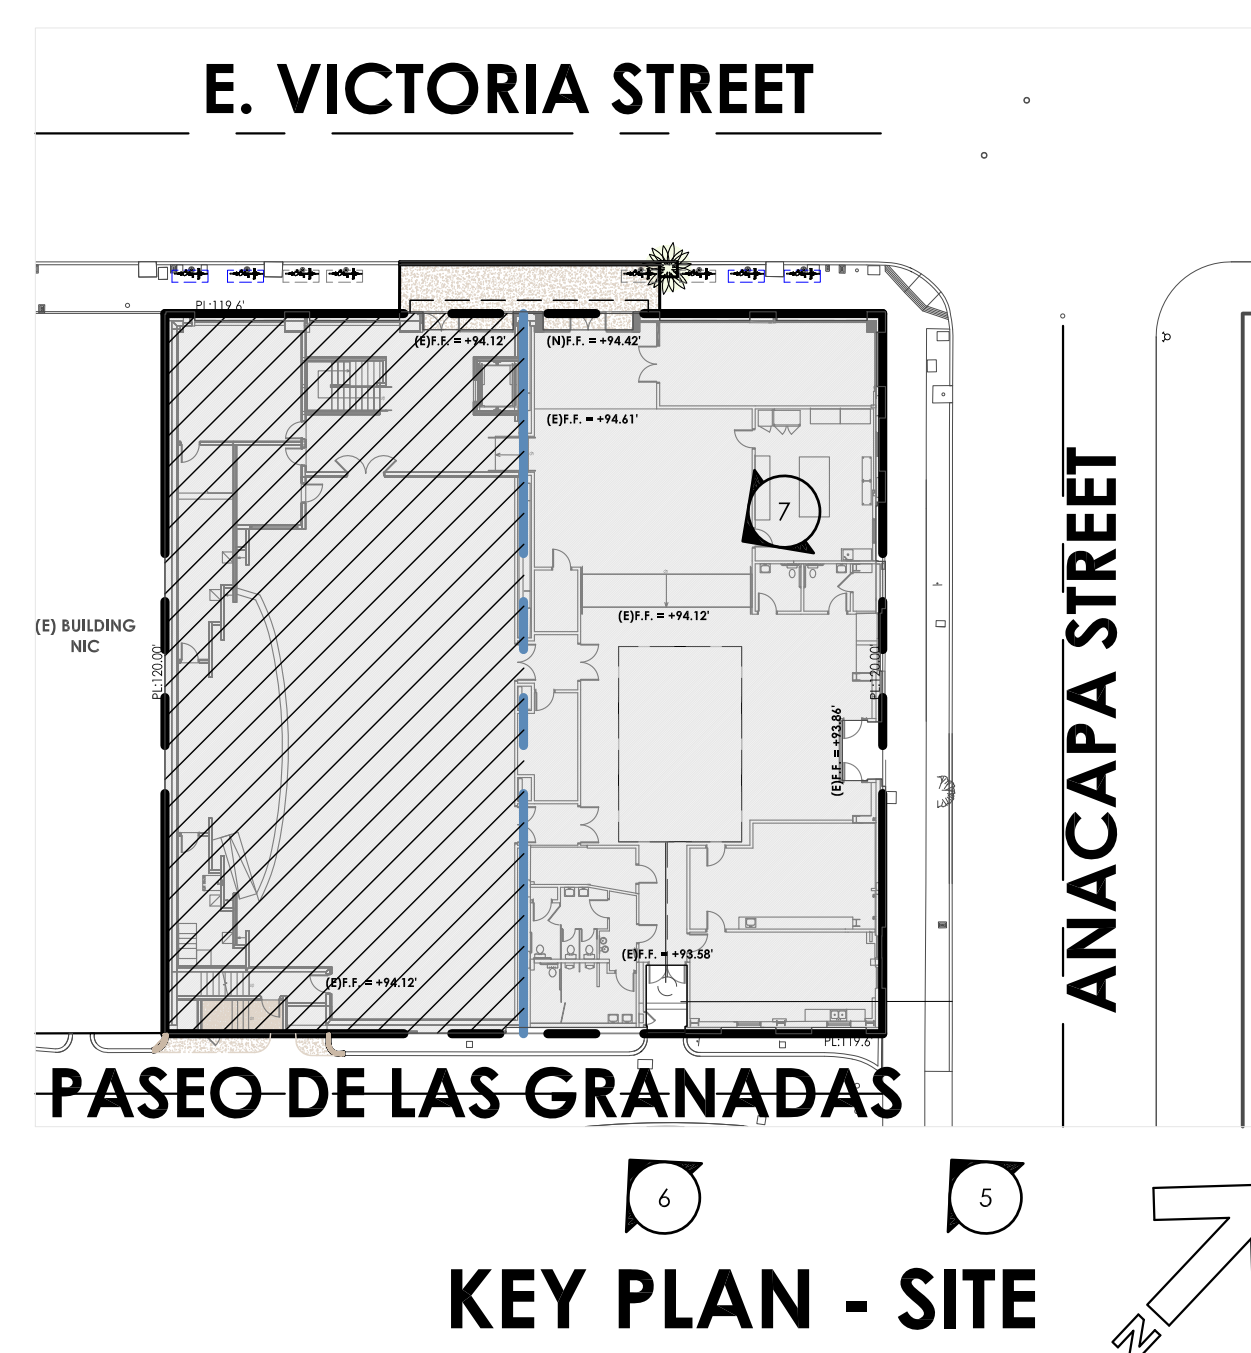 E. VICTORIA STREET
PL:119.6'
(E)F.F. = +94.12'
(N)F.F. = +94.42'
(E)F.F. = +94.61'
7
(E)F.F. = +94.12'
(E) BUILDING
NIC
PL:120.00'
PL:120.00'
(E)F.F. = +93.86'
ANACAPA STREET
(E)F.F. = +93.58'
(E)F.F. = +94.12'
PL:119.6'
PASEO DE LAS GRANADAS
6
5
KEY PLAN - SITE
N